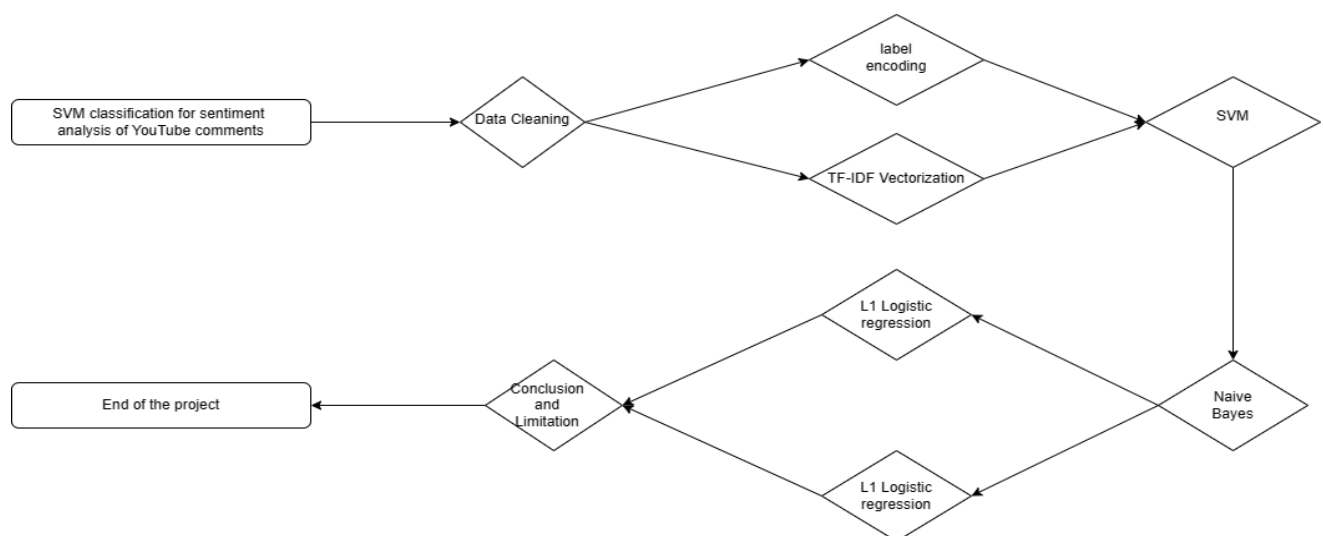 SVM classification for sentiment
analysis of YouTube comments
Data Cleaning
label
encoding
TF-IDF Vectorization
SVM
Naive
Bayes
L1 Logistic
regression
L1 Logistic
regression
Conclusion
and
Limitation
End of the project